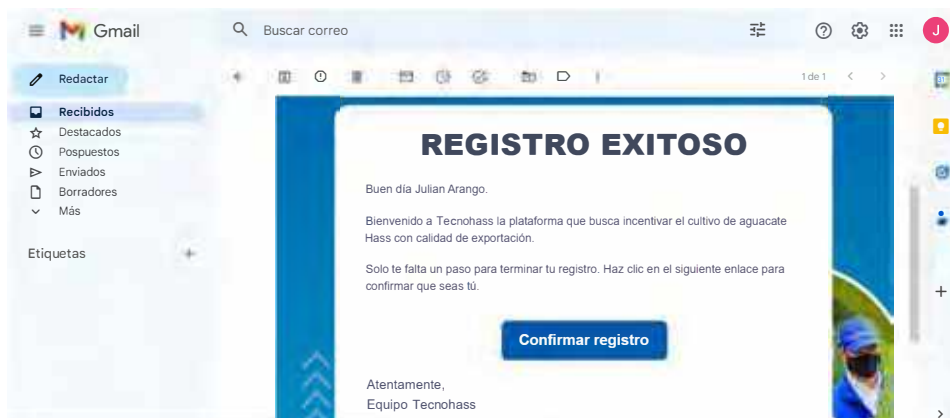 Gmail
Buscar correo
J
Redactar
1 de 1
Recibidos
Destacados
Pospuestos
Enviados
Borradores
Más
Etiquetas
REGISTRO EXITOSO
Buen día Julian Arango.
Bienvenido a Tecnohass la plataforma que busca incentivar el cultivo de aguacate
Hass con calidad de exportación.
Solo te falta un paso para terminar tu registro. Haz clic en el siguiente enlace para
confirmar que seas tú.
Confirmar registro
Atentamente,
Equipo Tecnohass